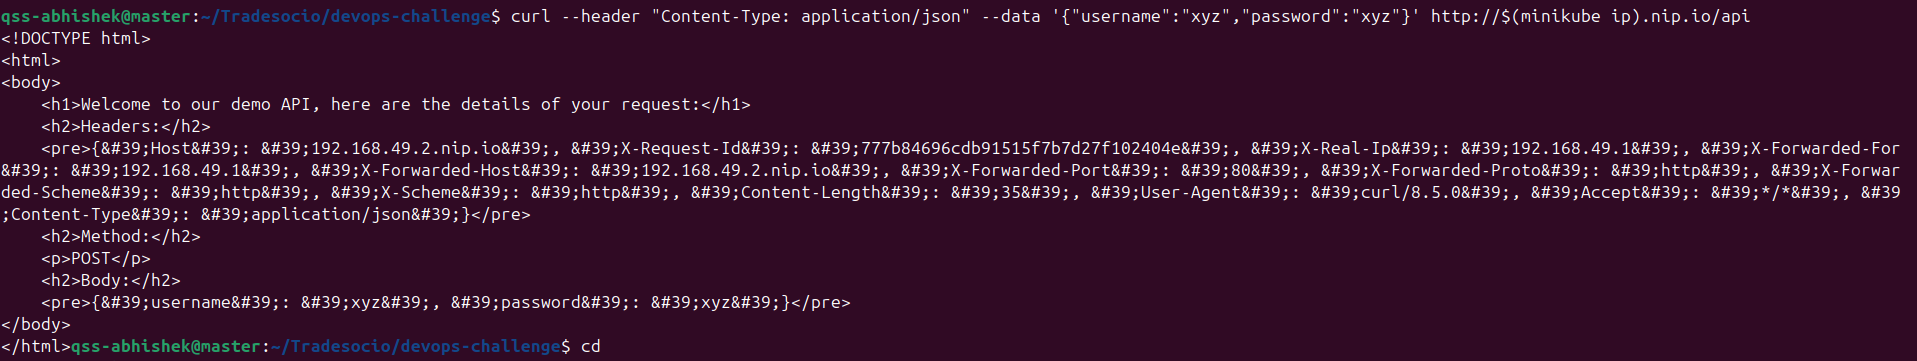 qss-abhishek@master:~/Tradesocio/devops-challenge$ curl --header "Content-Type: application/json" --data '{"username":"xyz","password":"xyz"}' http://$(minikube ip).nip.io/api
<!DOCTYPE html>
<html>
<body>
    <h1>Welcome to our demo API, here are the details of your request:</h1>
    <h2>Headers:</h2>
    <pre>{&#39;Host&#39;: &#39;192.168.49.2.nip.io&#39;, &#39;X-Request-Id&#39;: &#39;777b84696cdb91515f7b7d27f102404e&#39;, &#39;X-Real-Ip&#39;: &#39;192.168.49.1&#39;, &#39;X-Forwarded-For
&#39;: &#39;192.168.49.1&#39;, &#39;X-Forwarded-Host&#39;: &#39;192.168.49.2.nip.io&#39;, &#39;X-Forwarded-Port&#39;: &#39;80&#39;, &#39;X-Forwarded-Proto&#39;: &#39;http&#39;, &#39;X-Forwar
ded-Scheme&#39;: &#39;http&#39;, &#39;X-Scheme&#39;: &#39;http&#39;, &#39;Content-Length&#39;: &#39;35&#39;, &#39;User-Agent&#39;: &#39;curl/8.5.0&#39;, &#39;Accept&#39;: &#39;*/*&#39;, &#39
;Content-Type&#39;: &#39;application/json&#39;}</pre>
    <h2>Method:</h2>
    <p>POST</p>
    <h2>Body:</h2>
    <pre>{&#39;username&#39;: &#39;xyz&#39;, &#39;password&#39;: &#39;xyz&#39;}</pre>
</body>
</html>qss-abhishek@master:~/Tradesocio/devops-challenge$ cd